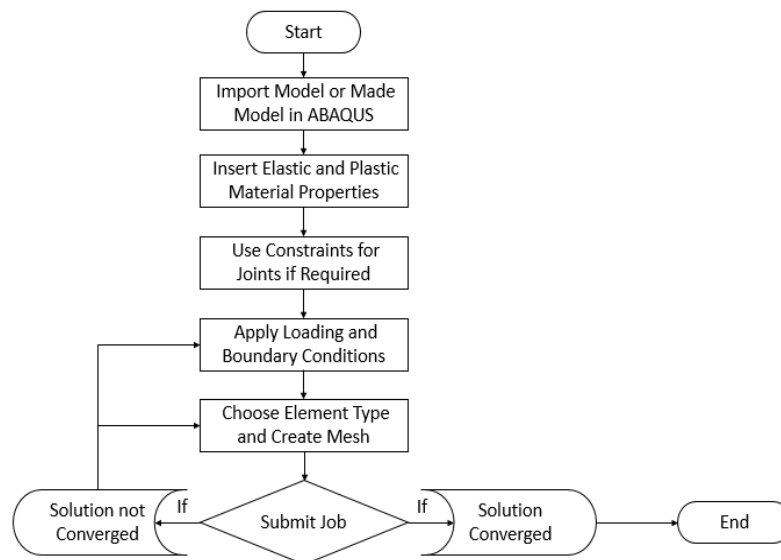 Start
Import Model or Made
Model in ABAQUS
Insert Elastic and Plastic
Material Properties
Use Constraints for
Joints if Required
Apply Loading and
Boundary Conditions
Choose Element Type
and Create Mesh
Solution not
Converged
If
Submit Job
If
Solution
Converged
End